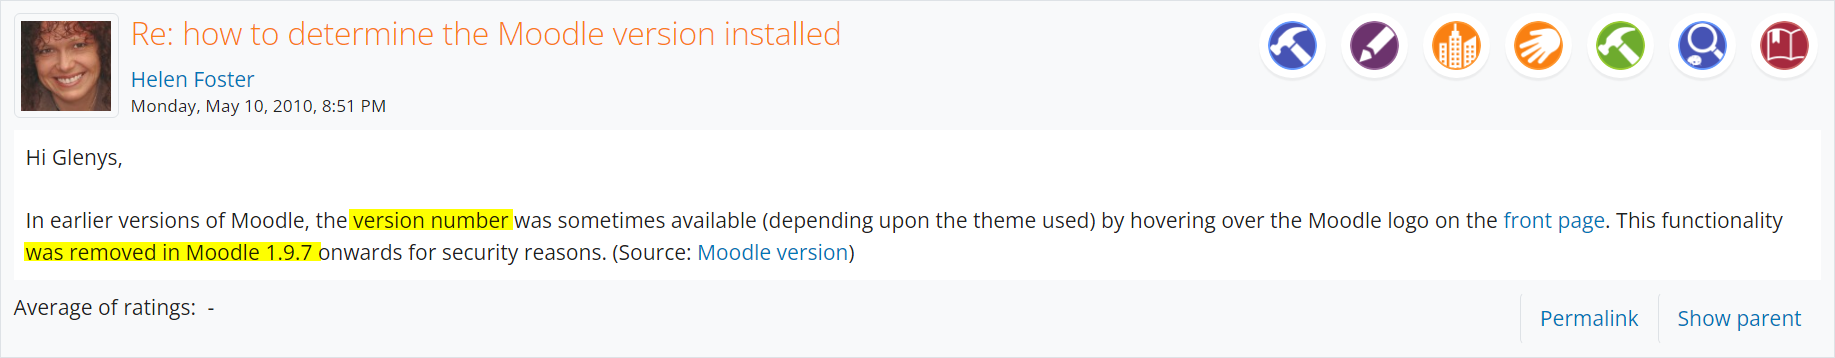 Re: how to determine the Moodle version installed
Helen Foster
Monday, May 10, 2010, 8:51 PM
Hi Glenys,
In earlier versions of Moodle, the version number was sometimes available (depending upon the theme used) by hovering over the Moodle logo on the front page. This functionality
was removed in Moodle 1.9.7 onwards for security reasons. (Source: Moodle version)
Average of ratings: -
Permalink
Show parent